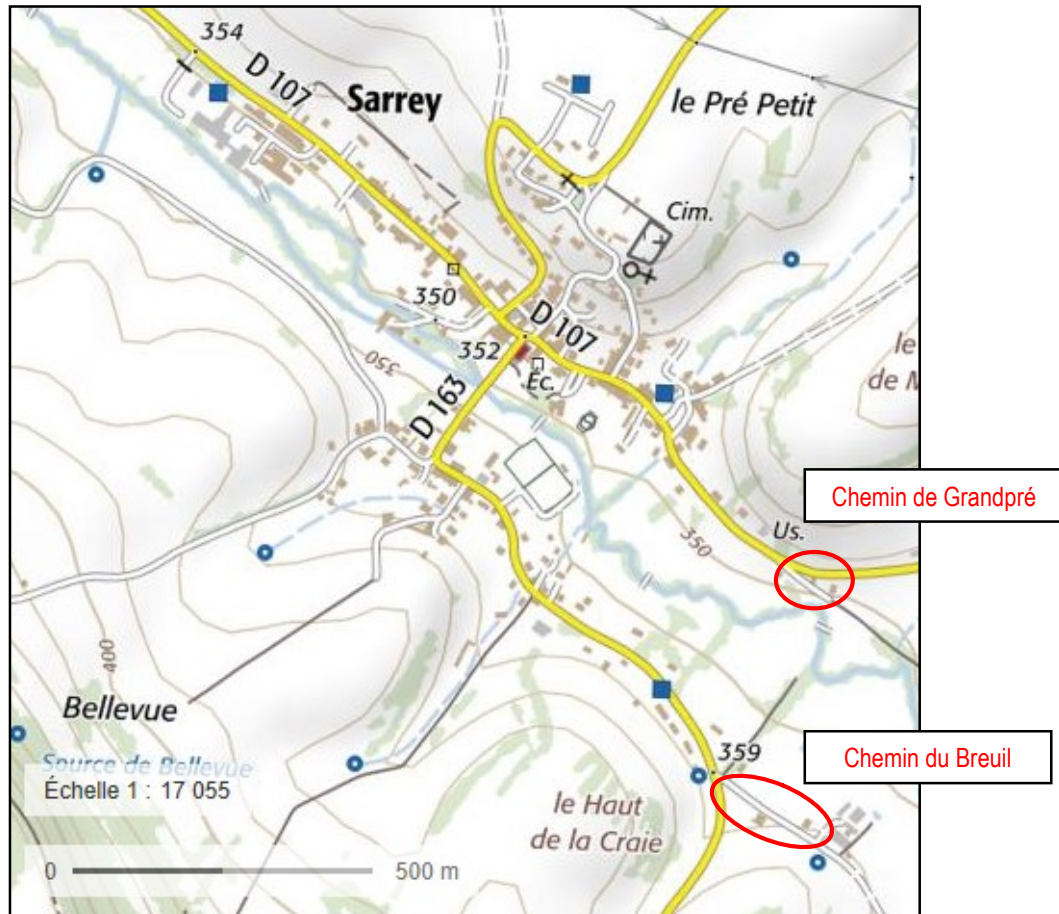 354
D 107
Sarrey
le Pré Petit
Cim.
350
D 107
352
Éc.
350
D 163
le
de M
Chemin de Grandpré
Us.
350
400
Bellevue
Source de Bellevue
359
Chemin du Breuil
Échelle 1 : 17 055
le Haut
de la Craie
0 500 m